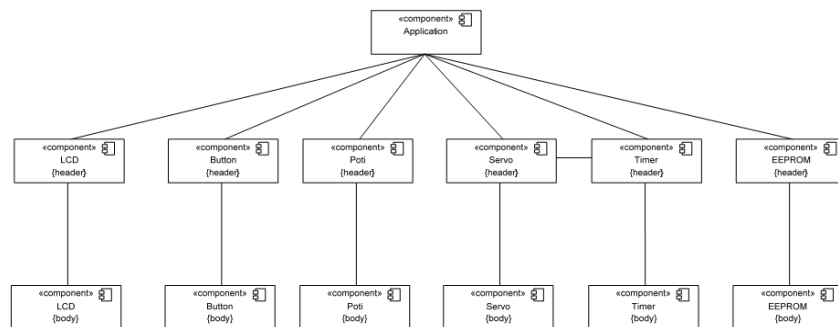 «component»
Application
«component» «component» «component» «component» «component» «component»
LCD Button Poti Servo Timer EEPROM
{header} {header} {header} {header} {header} {header}
«component» «component» «component» «component» «component» «component»
LCD Button Poti Servo Timer EEPROM
{body} {body} {body} {body} {body} {body}